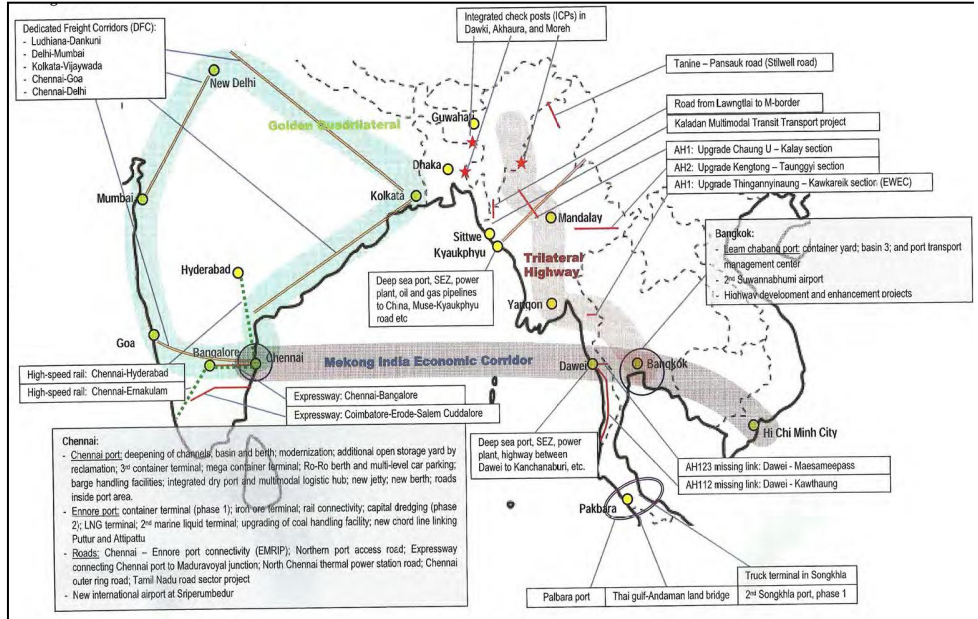 Dedicated Freight Corridors (DFC):
- Ludhiana-Dankuni
- Delhi-Mumbai
- Kolkata-Vijaywada
- Chennai-Goa
- Chennai-Delhi
Integrated check posts (ICPs) in
Dawki, Akhaura, and Moreh
Tanine – Pansauk road (Stilwell road)
Road from Lawngtlai to M-border
Kaladan Multimodal Transit Transport project
AH1: Upgrade Chaung U – Kalay section
AH2: Upgrade Kengtong – Taunggyi section
AH1: Upgrade Thingannyinaung – Kawkareik section (EWEC)
New Delhi
Golden Quadrilateral
Guwahati
Dhaka
Kolkata
Mumbai
Mandalay
Sittwe
Kyaukphyu
Hyderabad
Trilateral
Highway
Yangon
Bangkok:
- Leam chabang port: container yard; basin 3; and port transport
management center
- 2nd Suwannabhumi airport
- Highway development and enhancement projects
Deep sea port, SEZ, power
plant, oil and gas pipelines
to China, Muse-Kyaukphyu
road etc
Goa
Bangalore
Chennai
Mekong India Economic Corridor
Dawei
Bangkok
Hi Chi Minh City
High-speed rail: Chennai-Hyderabad
High-speed rail: Chennai-Ernakulam
Expressway: Chennai-Bangalore
Expressway: Coimbatore-Erode-Salem Cuddalore
Deep sea port, SEZ, power
plant, highway between
Dawei to Kanchanaburi, etc.
AH123 missing link: Dawei - Maesameepass
AH112 missing link: Dawei - Kawthaung
Chennai:
- Chennai port: deepening of channels, basin and berth; modernization; additional open storage yard by
reclamation; 3rd container terminal; mega container terminal; Ro-Ro berth and multi-level car parking;
barge handling facilities; integrated dry port and multimodal logistic hub; new jetty; new berth; roads
inside port area.
- Ennore port: container terminal (phase 1); iron ore terminal; rail connectivity; capital dredging (phase
2); LNG terminal; 2nd marine liquid terminal; upgrading of coal handling facility; new chord line linking
Puttur and Attipattu
- Roads: Chennai – Ennore port connectivity (EMRIP); Northern port access road; Expressway
connecting Chennai port to Maduravoyal junction; North Chennai thermal power station road; Chennai
outer ring road; Tamil Nadu road sector project
- New international airport at Sriperumbedur
Pakbara
Palbara port
Thai gulf-Andaman land bridge
Truck terminal in Songkhla
2nd Songkhla port, phase 1